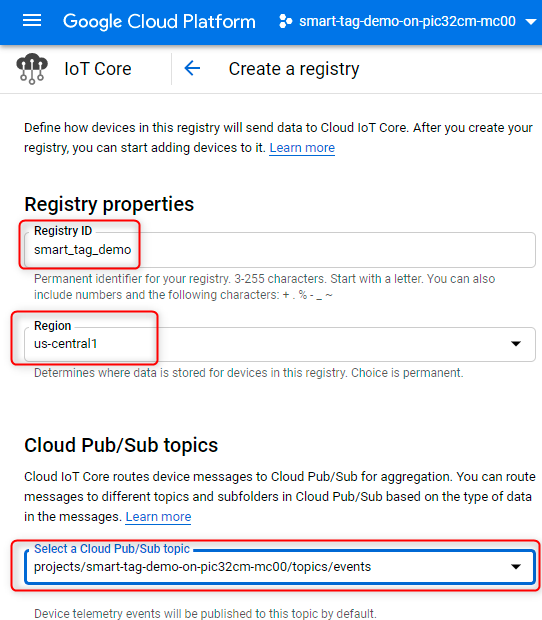 Google Cloud Platform
smart-tag-demo-on-pic32cm-mc00
IoT Core
Create a registry
Define how devices in this registry will send data to Cloud IoT Core. After you create your
registry, you can start adding devices to it. Learn more
Registry properties
Registry ID
smart_tag_demo
Permanent identifier for your registry. 3-255 characters. Start with a letter. You can also
include numbers and the following characters: + . % - _ ~
Region
us-central1
Determines where data is stored for devices in this registry. Choice is permanent.
Cloud Pub/Sub topics
Cloud IoT Core routes device messages to Cloud Pub/Sub for aggregation. You can route
messages to different topics and subfolders in Cloud Pub/Sub based on the type of data
in the messages. Learn more
Select a Cloud Pub/Sub topic
projects/smart-tag-demo-on-pic32cm-mc00/topics/events
Device telemetry events will be published to this topic by default.